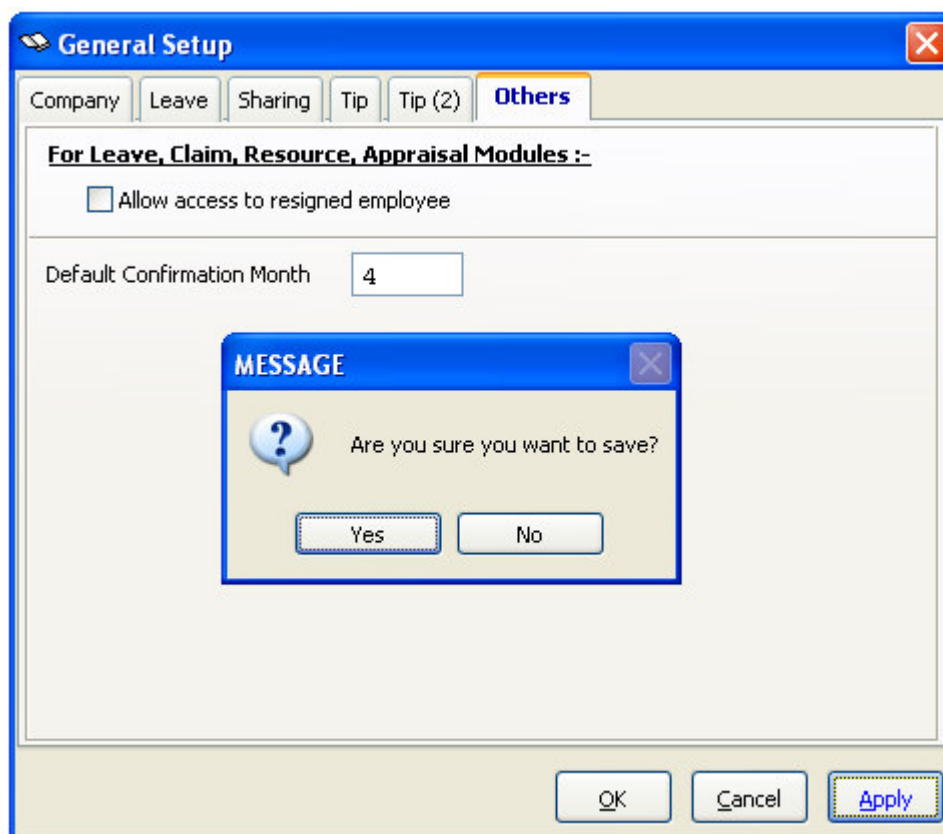 General Setup
Company Leave Sharing Tip Tip (2) Others
For Leave, Claim, Resource, Appraisal Modules :-
Allow access to resigned employee
Default Confirmation Month 4
MESSAGE
Are you sure you want to save?
Yes No
OK Cancel Apply